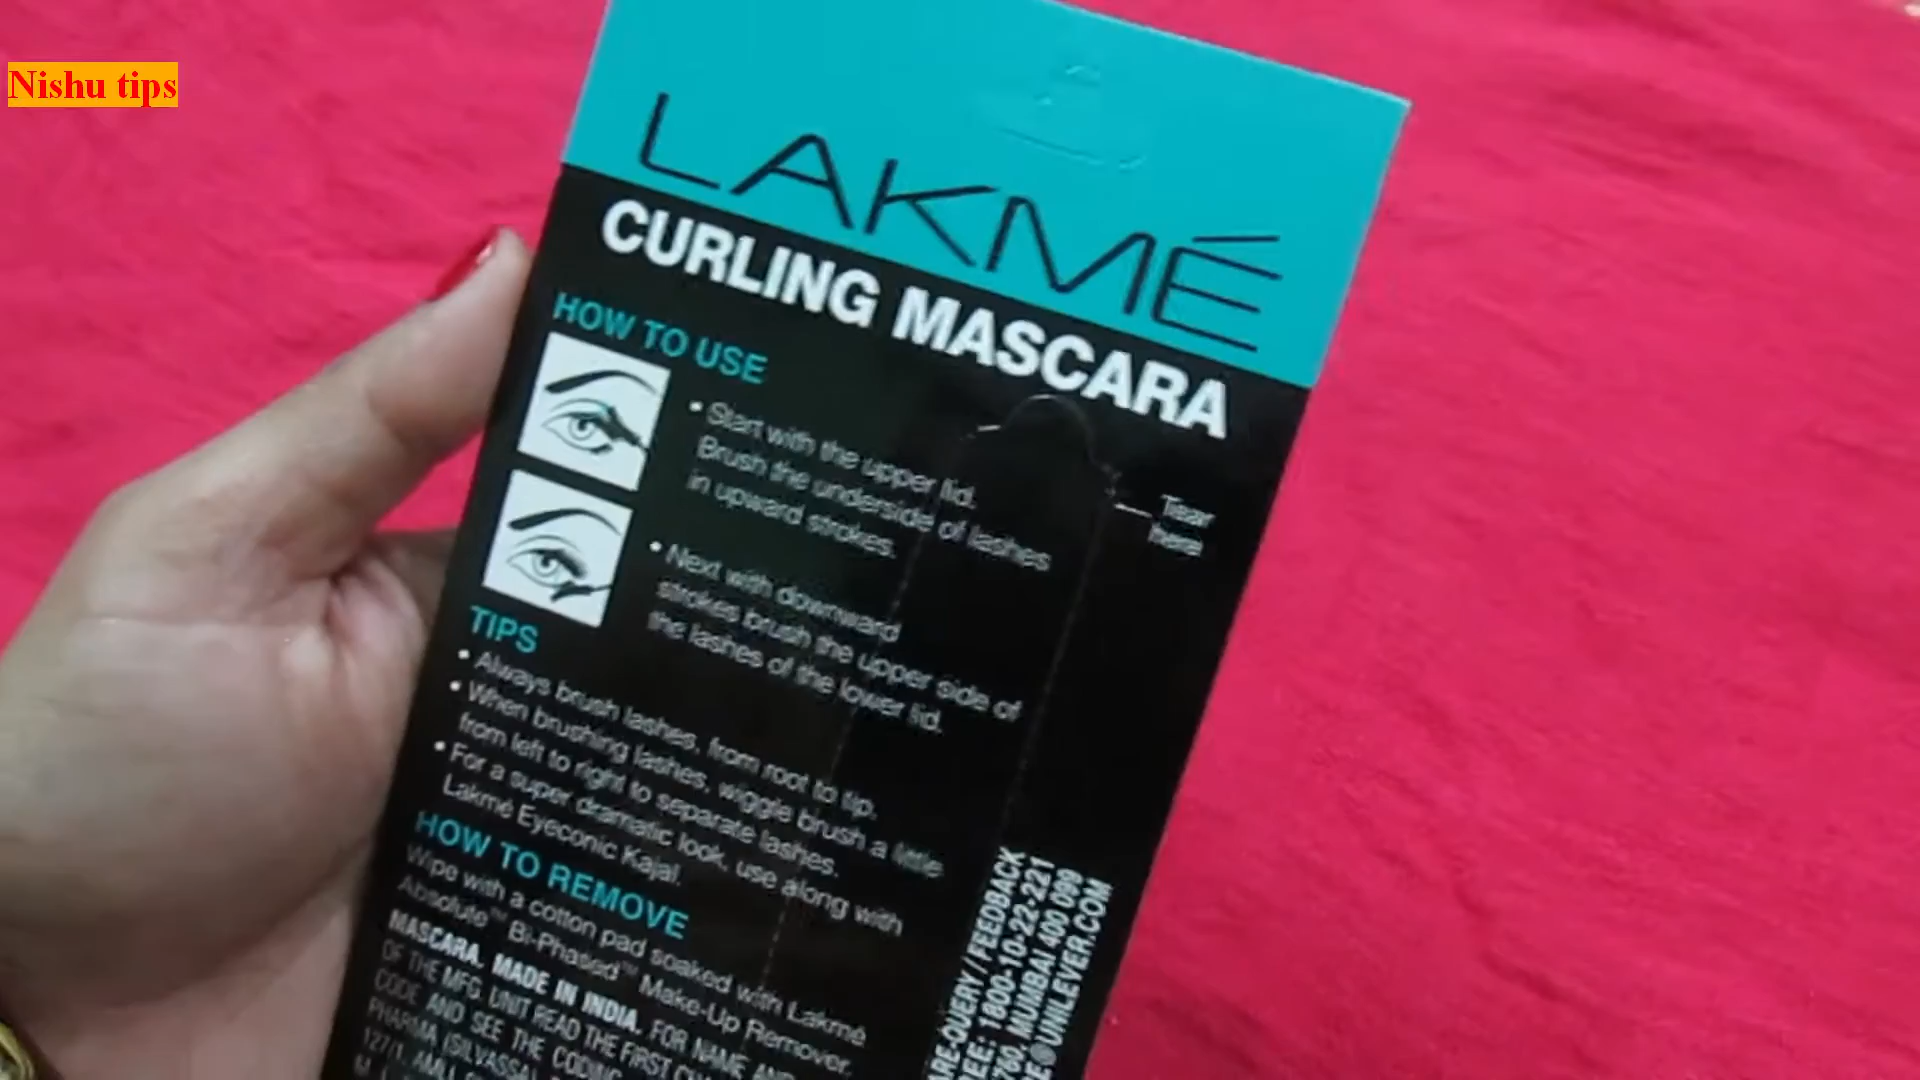 Nishu tips
LAKMÉ
CURLING MASCARA
HOW TO USE
• Start with the upper lid.
Brush the underside of lashes
in upward strokes.
Tear
here
• Next with downward
strokes brush the upper side of
the lashes of the lower lid.
TIPS
• Always brush lashes, from root to tip.
• When brushing lashes, wiggle brush a little
from left to right to separate lashes.
• For a super dramatic look, use along with
Lakmé Eyeconic Kajal.
HOW TO REMOVE
Wipe with a cotton pad soaked with Lakmé
Absolute™ Bi-Phased™ Make-Up Remover.
MASCARA. MADE IN INDIA. FOR NAME AND
OF THE MFG. UNIT READ THE FIRST
CODE AND SEE THE CODING
PHARMA (SILVASSA)
127/1, AMLI
QUERY / FEEDBACK
1800-10-22-221
MUMBAI 400 099
@UNILEVER.COM